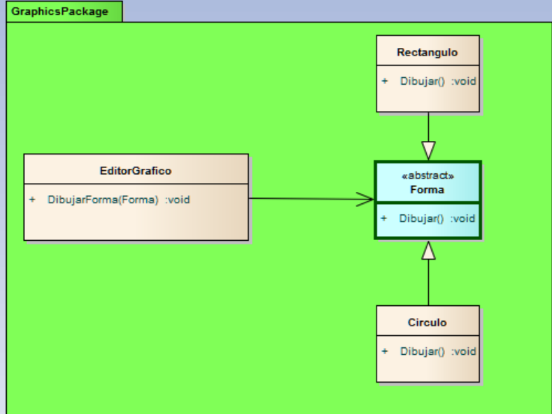 GraphicsPackage
Rectangulo
+ Dibujar() :void
EditorGrafico
+ DibujarForma(Forma) :void
«abstract»
Forma
+ Dibujar() :void
Circulo
+ Dibujar() :void